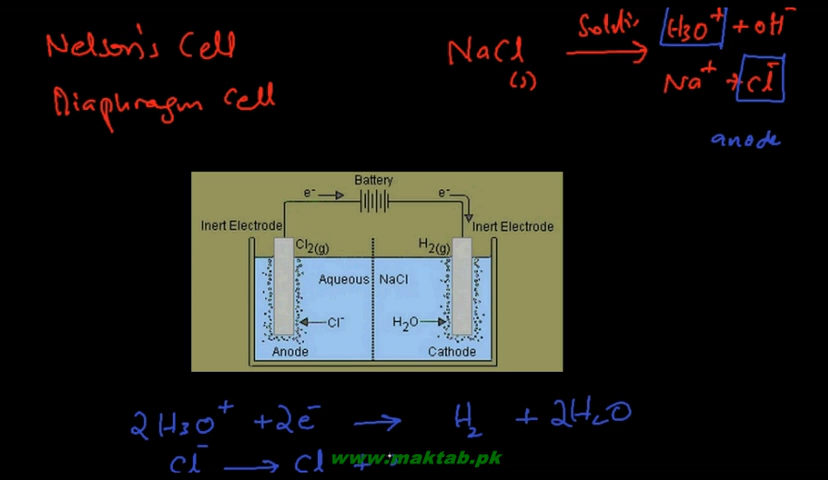 Nelson's Cell
Diaphragm Cell
NaCl (s) ⟶ H3O⁺ + OH⁻
Na⁺ + Cl⁻
anode
Battery
e⁻ e⁻
Inert Electrode Inert Electrode
Cl2(g) H2(g)
Aqueous NaCl
Cl⁻ H2O
Anode Cathode
2H3O⁺ + 2e⁻ ⟶ H2 + 2H2O
Cl⁻ ⟶ Cl +
www.maktab.pk